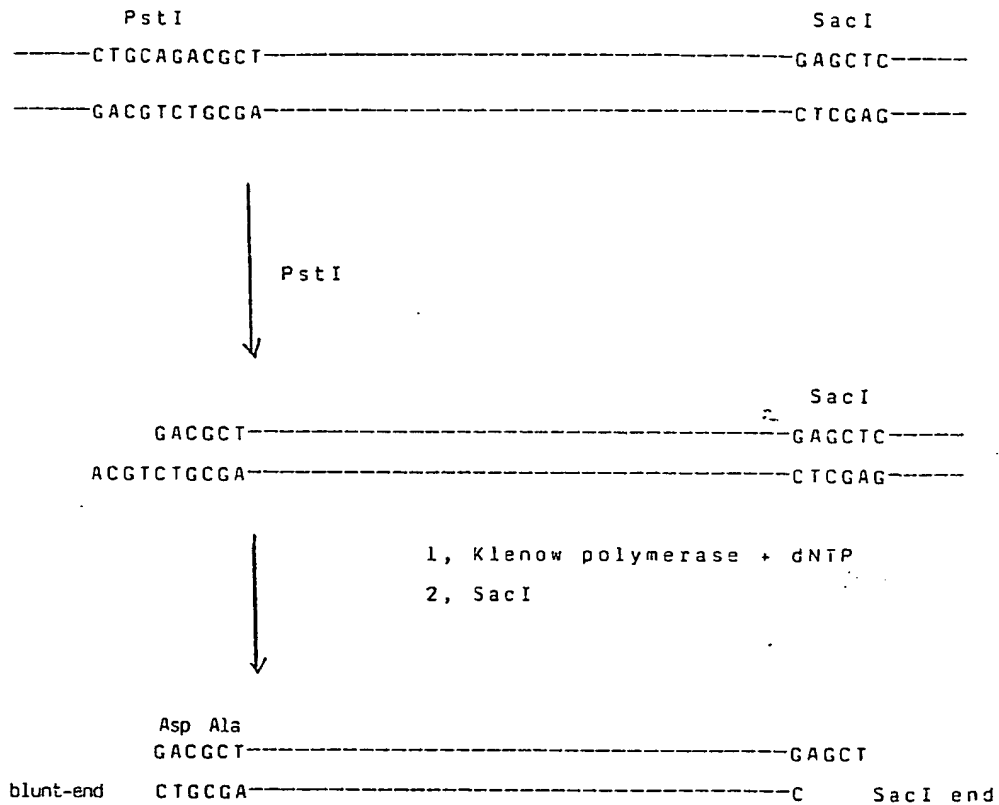 PstI SacI
-----CTGCAGACGCT----------------------------------GAGCTC-----
-----GACGTCTGCGA----------------------------------CTCGAG-----
PstI
SacI
GACGCT-----------------------------------GAGCTC-----
ACGTCTGCGA-----------------------------------CTCGAG-----
1, Klenow polymerase + dNTP
2, SacI
Asp Ala
GACGCT-----------------------------------GAGCT
blunt-end CTGCGA-----------------------------------C SacI end